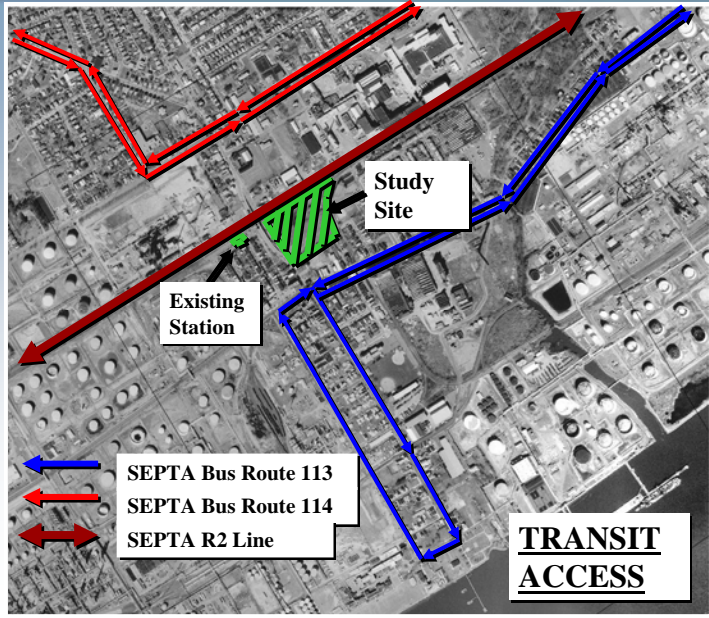 Study
Site
Existing
Station
SEPTA Bus Route 113
SEPTA Bus Route 114
SEPTA R2 Line
TRANSIT
ACCESS